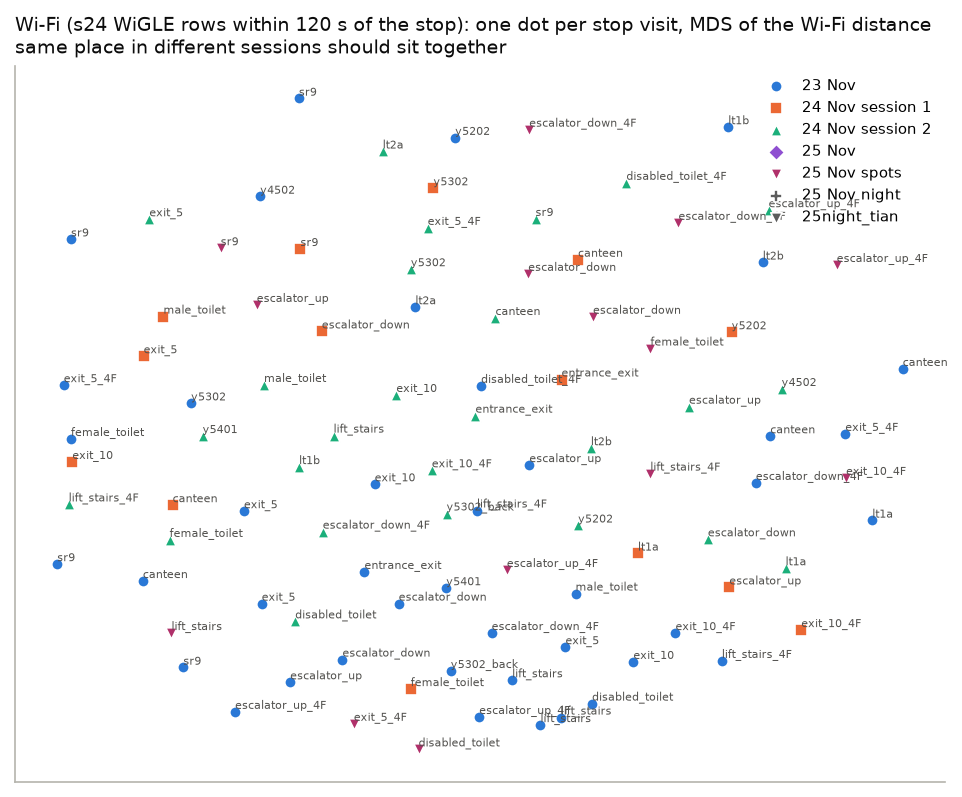 Wi-Fi (s24 WiGLE rows within 120 s of the stop): one dot per stop visit, MDS of the Wi-Fi distance
same place in different sessions should sit together
23 Nov
24 Nov session 1
24 Nov session 2
25 Nov
25 Nov spots
25 Nov night
25night_tian
sr9
lt1b
escalator_down_4F
y5202
lt2a
disabled_toilet_4F
y5302
y4502
escalator_up_4F
exit_5
sr9
escalator_down_4F
exit_5_4F
sr9
sr9
sr9
canteen
lt2b
escalator_up_4F
y5302
escalator_down
escalator_up
lt2a
male_toilet
canteen
escalator_down
escalator_down
y5202
female_toilet
exit_5
canteen
entrance_exit
exit_5_4F
male_toilet
disabled_toilet_4F
y4502
exit_10
y5302
escalator_up
entrance_exit
female_toilet
y5401
lift_stairs
canteen
exit_5_4F
lt2b
exit_10
lt1b
exit_10_4F
escalator_up
lift_stairs_4F
escalator_down_4F
exit_10_4F
exit_10
lift_stairs_4F
canteen
exit_5
y5302_back
lift_stairs_4F
lt1a
y5202
female_toilet
escalator_down_4F
escalator_down
lt1a
sr9
canteen
entrance_exit
escalator_up_4F
lt1a
y5401
male_toilet
escalator_up
exit_5
escalator_down
disabled_toilet
lift_stairs
escalator_down_4F
exit_5
exit_10_4F
exit_10_4F
sr9
escalator_down
exit_10
lift_stairs_4F
y5302_back
lift_stairs
escalator_up
female_toilet
disabled_toilet
escalator_up_4F
exit_5_4F
escalator_up_4F
lift_stairs
lift_stairs
disabled_toilet